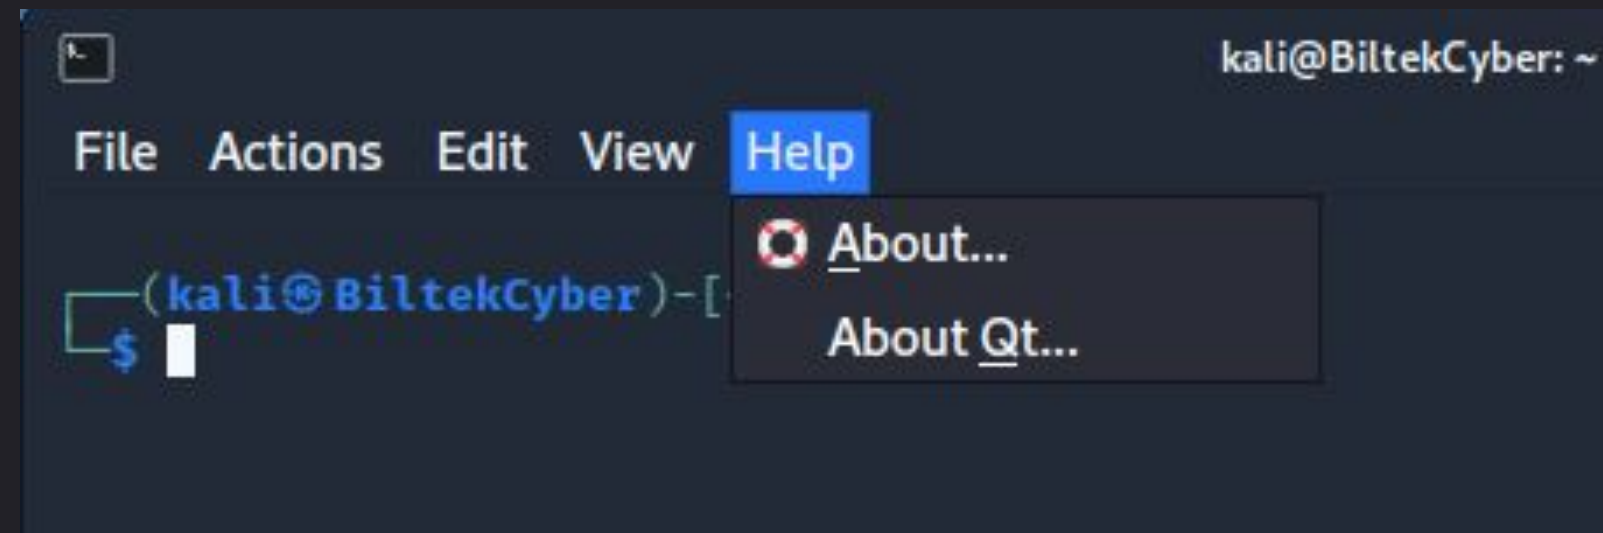 kali@BiltekCyber: ~
File Actions Edit View Help
About...
About Qt...
(kali㉿BiltekCyber)-[
$